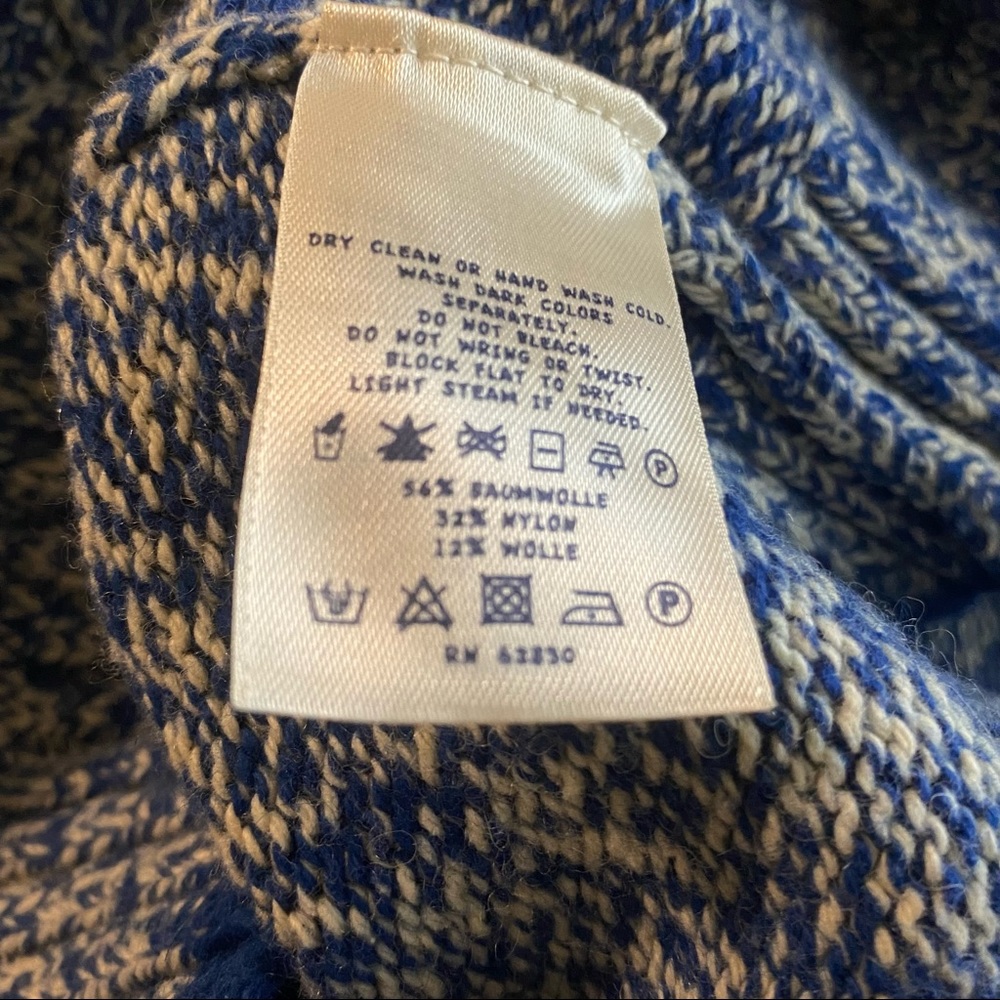 DRY CLEAN OR HAND WASH COLD.
WASH DARK COLORS
SEPARATELY.
DO NOT BLEACH.
DO NOT WRING OR TWIST.
BLOCK FLAT TO DRY.
LIGHT STEAM IF NEEDED.
P
56% BAUMWOLLE
32% NYLON
12% WOLLE
P
RN 62830